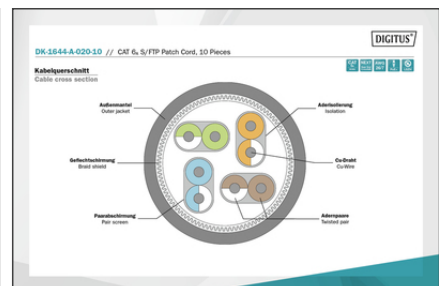 DIGITUS®
DK-1644-A-020-10 // CAT 6A S/FTP Patch Cord, 10 Pieces
Kabelquerschnitt
Cable cross section
Außenmantel
Outer jacket
Aderisolierung
Isolation
Geflechtschirmung
Braid shield
Cu-Draht
Cu-Wire
Paarabschirmung
Pair screen
Adernpaare
Twisted pair